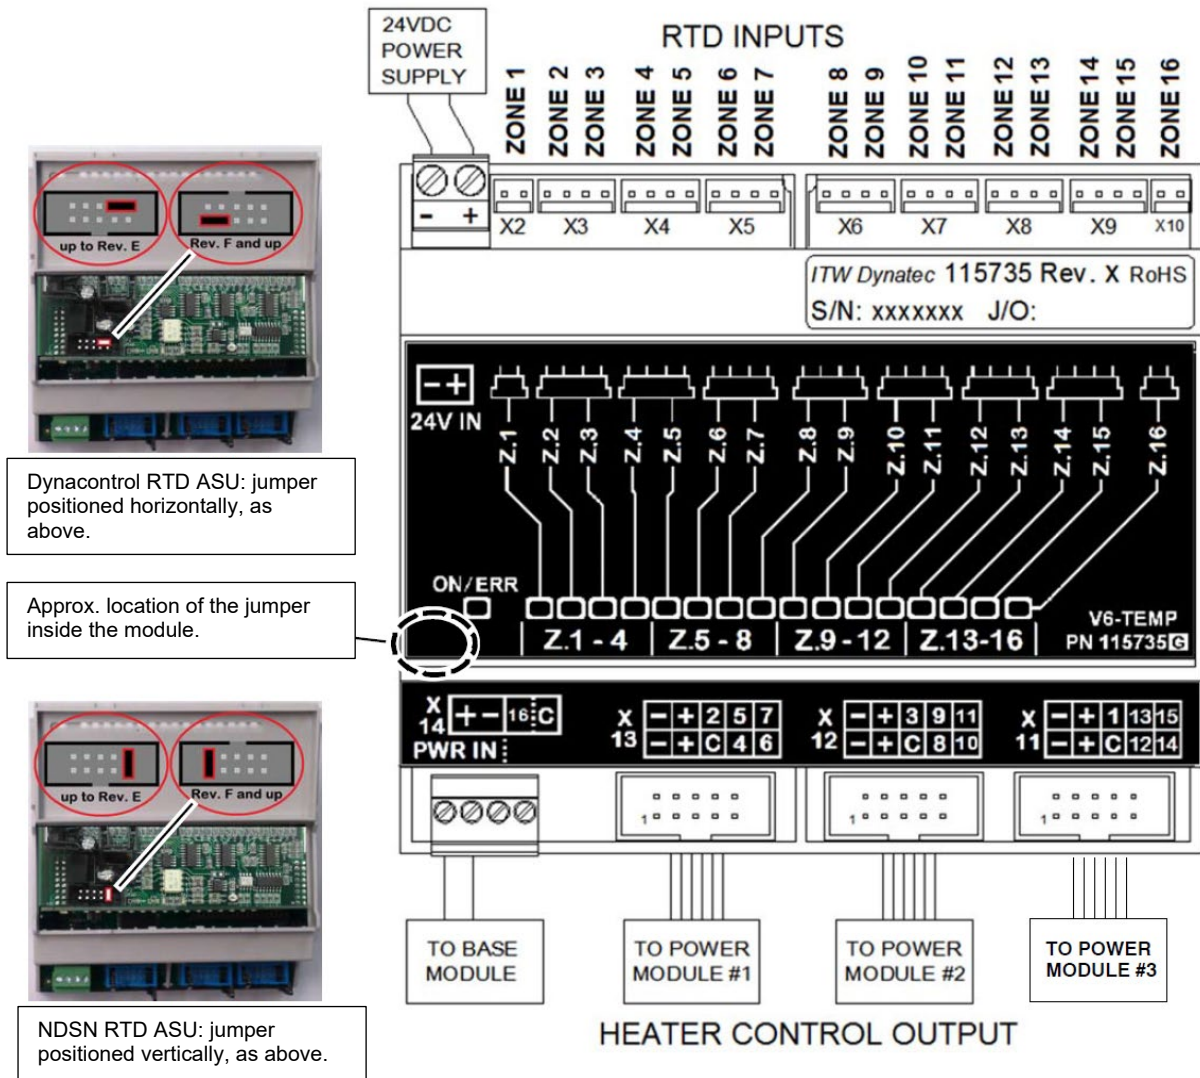 24VDC
POWER
SUPPLY
RTD INPUTS
ZONE 1
ZONE 2
ZONE 3
ZONE 4
ZONE 5
ZONE 6
ZONE 7
ZONE 8
ZONE 9
ZONE 10
ZONE 11
ZONE 12
ZONE 13
ZONE 14
ZONE 15
ZONE 16
- +
X2 X3 X4 X5 X6 X7 X8 X9 X10
up to Rev. E
Rev. F and up
Dynacontrol RTD ASU: jumper
positioned horizontally, as
above.
ITW Dynatec 115735 Rev. X RoHS
S/N: xxxxxxx J/O:
- +
24V IN
Z.1
Z.2
Z.3
Z.4
Z.5
Z.6
Z.7
Z.8
Z.9
Z.10
Z.11
Z.12
Z.13
Z.14
Z.15
Z.16
Approx. location of the jumper
inside the module.
ON/ERR
Z.1 - 4 Z.5 - 8 Z.9 - 12 Z.13-16
V6-TEMP
PN 115735G
X
14
+ - 16 C
PWR IN
X
13
- + 2 5 7
- + C 4 6
X
12
- + 3 9 11
- + C 8 10
X
11
- + 1 13 15
- + C 12 14
1
1
1
up to Rev. E
Rev. F and up
NDSN RTD ASU: jumper
positioned vertically, as above.
TO BASE
MODULE
TO POWER
MODULE #1
TO POWER
MODULE #2
TO POWER
MODULE #3
HEATER CONTROL OUTPUT